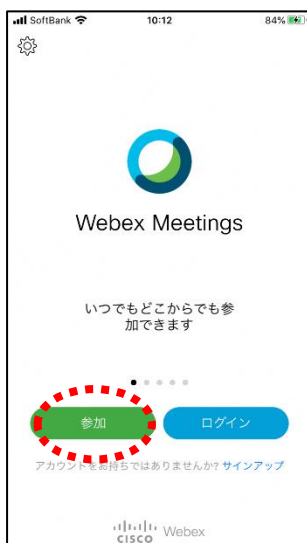 SoftBank 10:12 84%
Webex Meetings
いつでもどこからでも参
加できます
参加 ログイン
アカウントをお持ちではありませんか? サインアップ
CISCO Webex